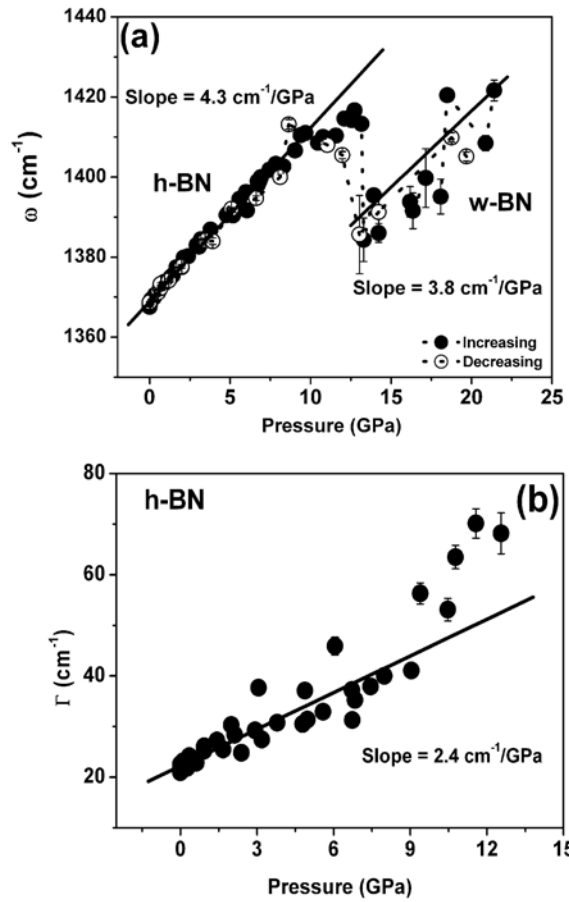 (a)
1440
1420
1400
1380
1360
ω (cm⁻¹)
Slope = 4.3 cm⁻¹/GPa
h-BN
w-BN
Slope = 3.8 cm⁻¹/GPa
Increasing
Decreasing
0 5 10 15 20 25
Pressure (GPa)
h-BN
(b)
80
60
40
20
Γ (cm⁻¹)
Slope = 2.4 cm⁻¹/GPa
0 3 6 9 12 15
Pressure (GPa)